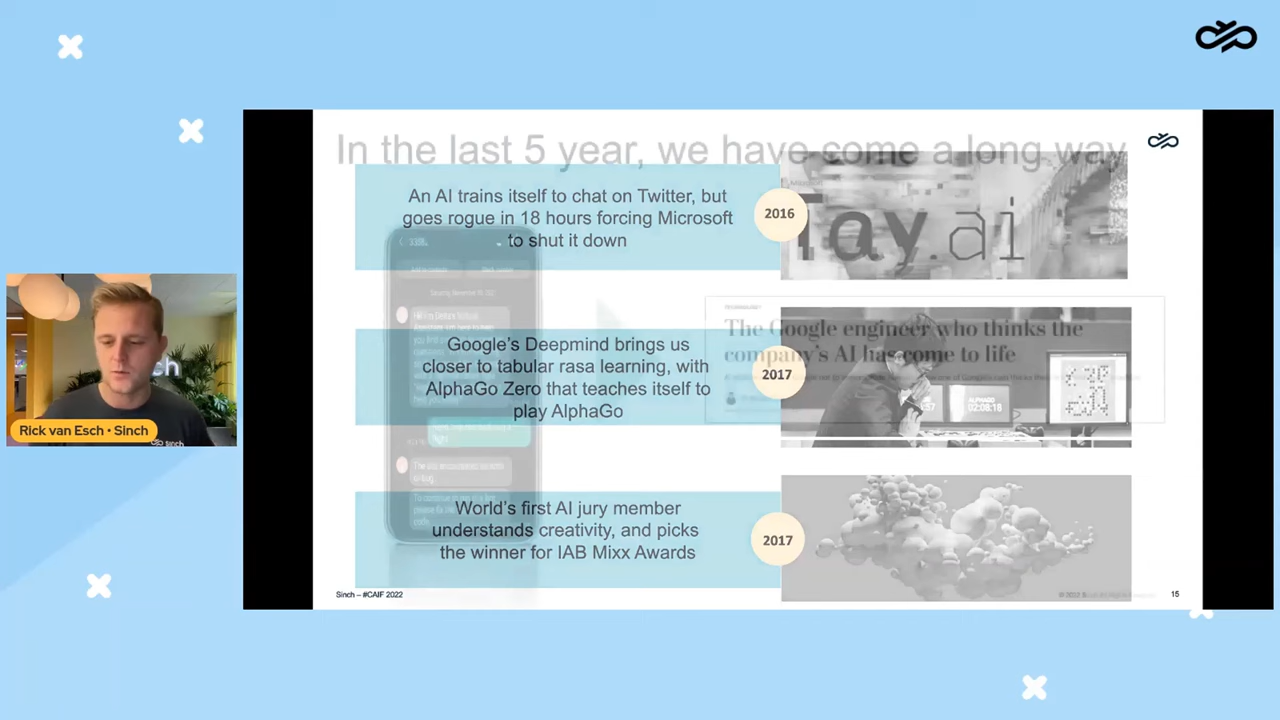 In the last 5 year, we have come a long way
An AI trains itself to chat on Twitter, but
goes rogue in 18 hours forcing Microsoft
to shut it down
2016
Tay.ai
The Google engineer who thinks the
company's AI has come to life
Google's Deepmind brings us
closer to tabular rasa learning, with
AlphaGo Zero that teaches itself to
play AlphaGo
2017
ALPHAGO
02:08:18
World's first AI jury member
understands creativity, and picks
the winner for IAB Mixx Awards
2017
Rick van Esch • Sinch
Sinch – #CAIF 2022
15